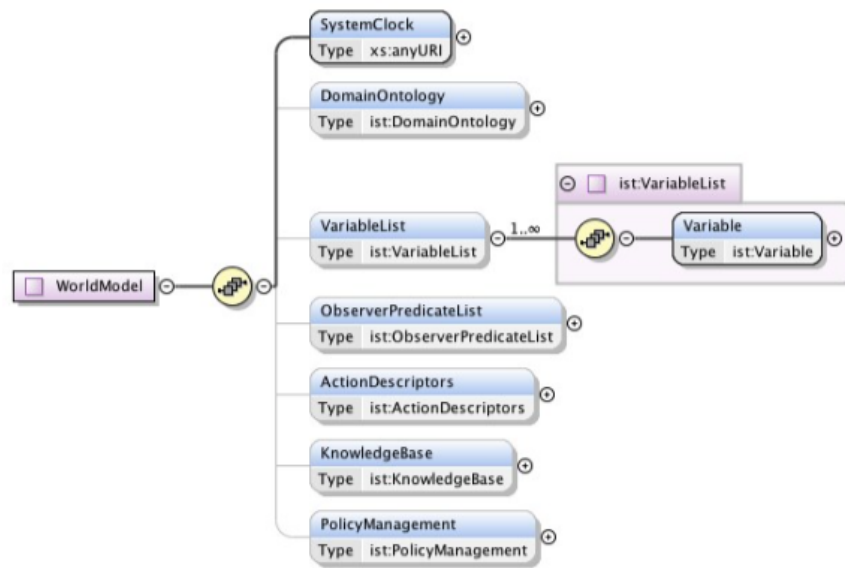 SystemClock
Type xs:anyURI
DomainOntology
Type ist:DomainOntology
ist:VariableList
VariableList
Type ist:VariableList
1..∞
Variable
Type ist:Variable
WorldModel
ObserverPredicateList
Type ist:ObserverPredicateList
ActionDescriptors
Type ist:ActionDescriptors
KnowledgeBase
Type ist:KnowledgeBase
PolicyManagement
Type ist:PolicyManagement